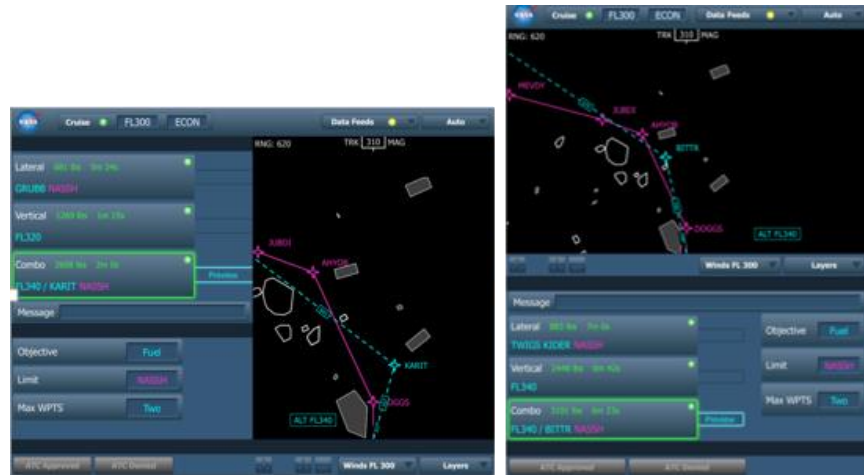 NASA Cruise FL300 ECON Data Feeds Auto
RNG: 620 TRK 310 MAG
Lateral
GRUBB NASSH
Vertical
FL320
Combo
FL340 / KARIT NASSH
Preview
Message
Objective Fuel
Limit NASSH
Max WPTS Two
ATC Approved ATC Denied
JUBDI
AHYOR
KARIT
DOGGS
ALT FL340
Winds FL 300 Layers
NASA Cruise FL300 ECON Data Feeds Auto
RNG: 620 TRK 310 MAG
MEVDY
JUBDI
AHYOR
BITTR
DOGGS
ALT FL340
Winds FL 300 Layers
Message
Lateral
TWIGS KIDER NASSH
Vertical
FL340
Combo
FL340 / BITTR NASSH
Preview
Objective Fuel
Limit NASSH
Max WPTS Two
ATC Approved ATC Denied